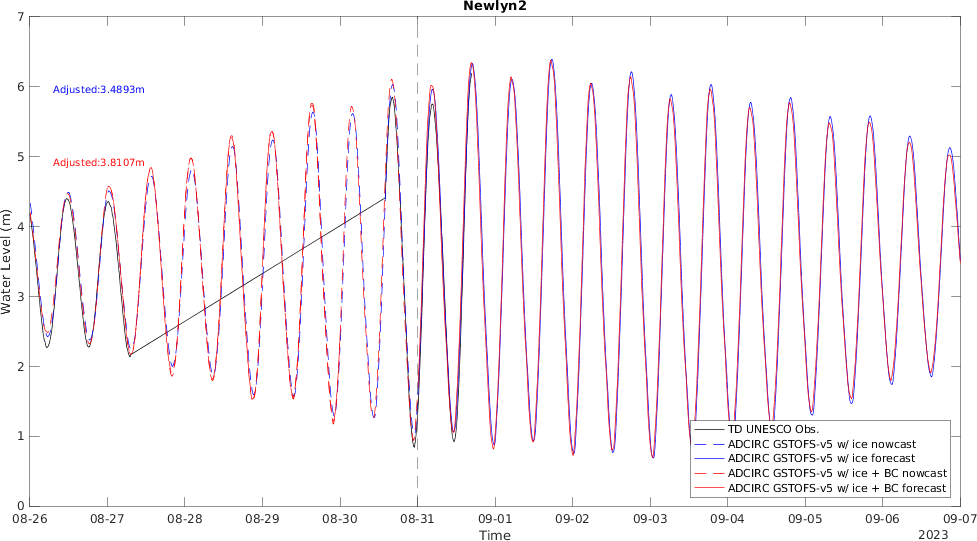 Newlyn2
7
6
5
4
3
2
1
0
Water Level (m)
Adjusted:3.4893m
Adjusted:3.8107m
TD UNESCO Obs.
ADCIRC GSTOFS-v5 w/ ice nowcast
ADCIRC GSTOFS-v5 w/ ice forecast
ADCIRC GSTOFS-v5 w/ ice + BC nowcast
ADCIRC GSTOFS-v5 w/ ice + BC forecast
08-26 08-27 08-28 08-29 08-30 08-31 09-01 09-02 09-03 09-04 09-05 09-06 09-07
Time
2023